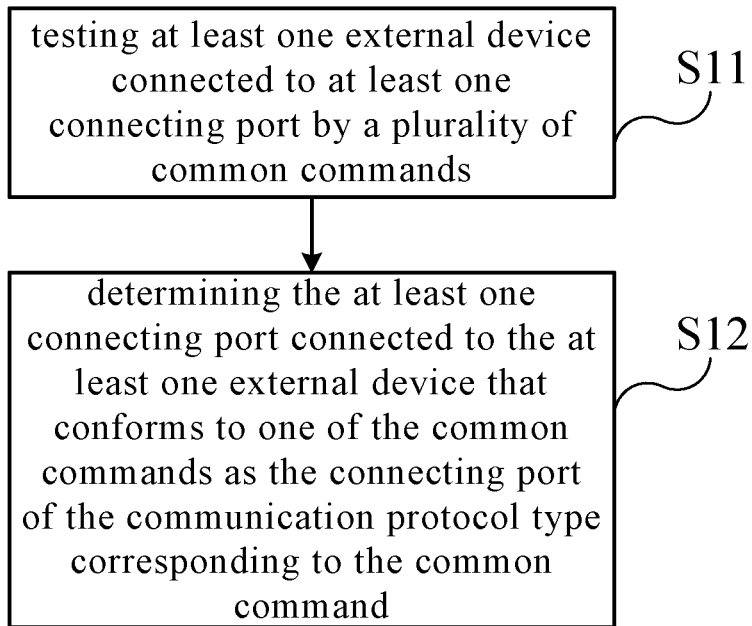 testing at least one external device
connected to at least one
connecting port by a plurality of
common commands
S11
determining the at least one
connecting port connected to the at
least one external device that
conforms to one of the common
commands as the connecting port
of the communication protocol type
corresponding to the common
command
S12